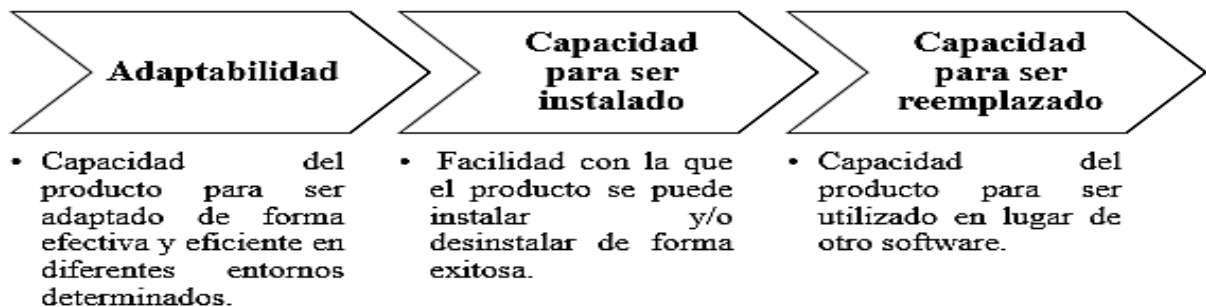 Adaptabilidad
• Capacidad del
producto para ser
adaptado de forma
efectiva y eficiente en
diferentes entornos
determinados.
Capacidad
para ser
instalado
• Facilidad con la que
el producto se puede
instalar y/o
desinstalar de forma
exitosa.
Capacidad
para ser
reemplazado
• Capacidad del
producto para ser
utilizado en lugar de
otro software.